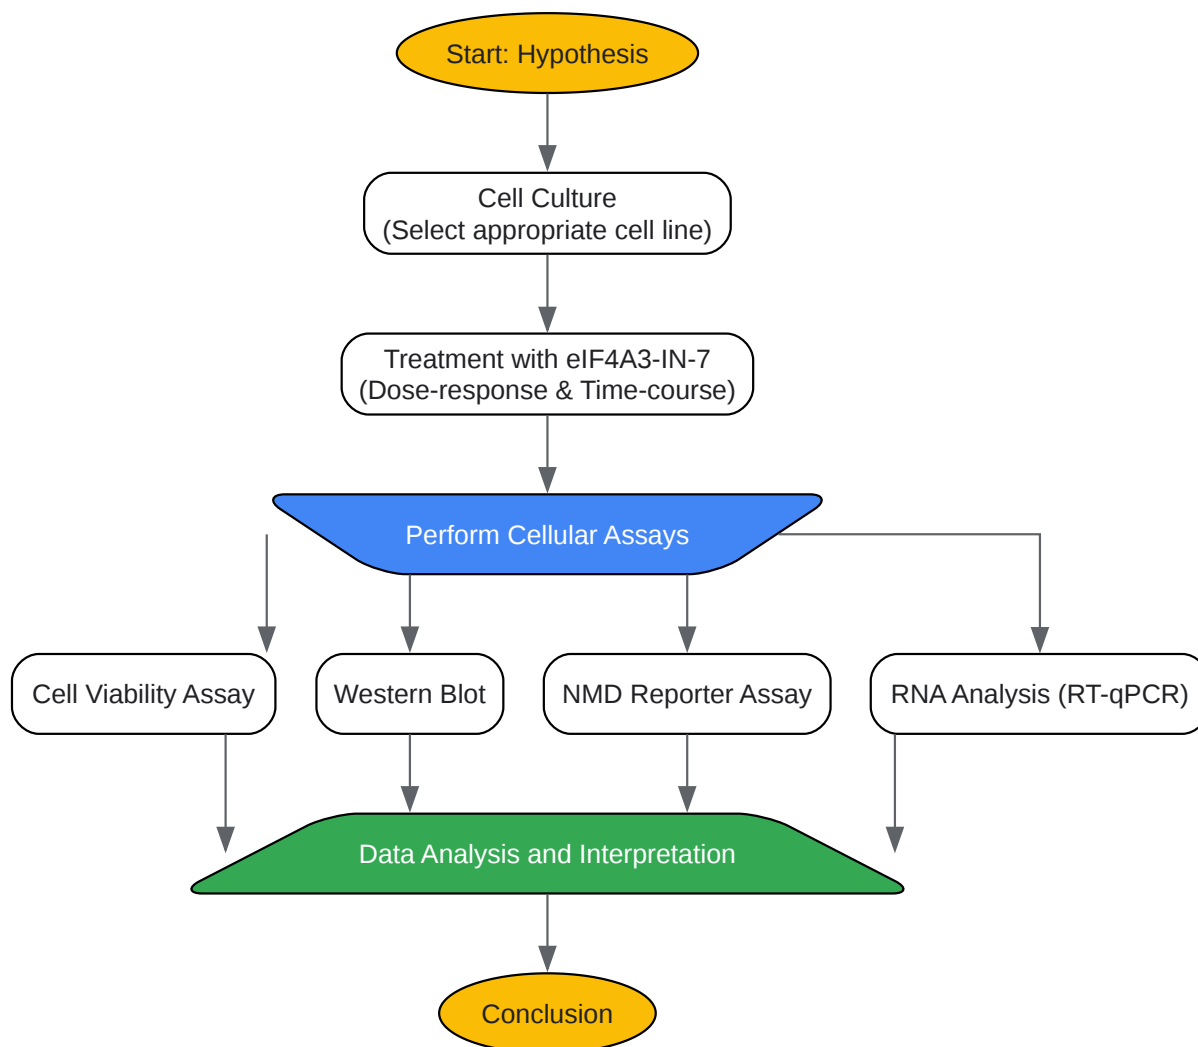 Start: Hypothesis
Cell Culture
(Select appropriate cell line)
Treatment with eIF4A3-IN-7
(Dose-response & Time-course)
Perform Cellular Assays
Cell Viability Assay
Western Blot
NMD Reporter Assay
RNA Analysis (RT-qPCR)
Data Analysis and Interpretation
Conclusion